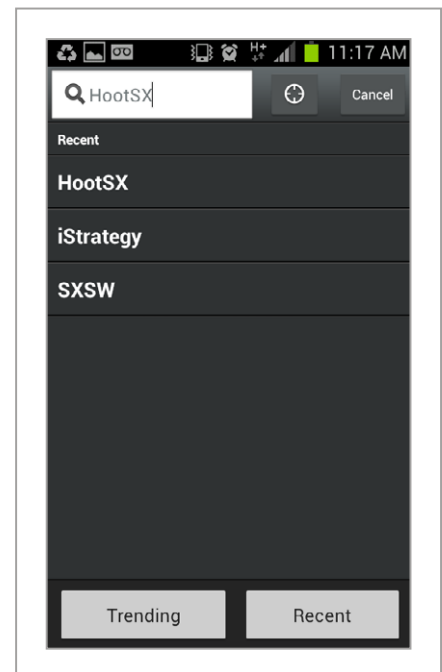 H+ 11:17 AM
HootSX Cancel
Recent
HootSX
iStrategy
SXSW
Trending Recent